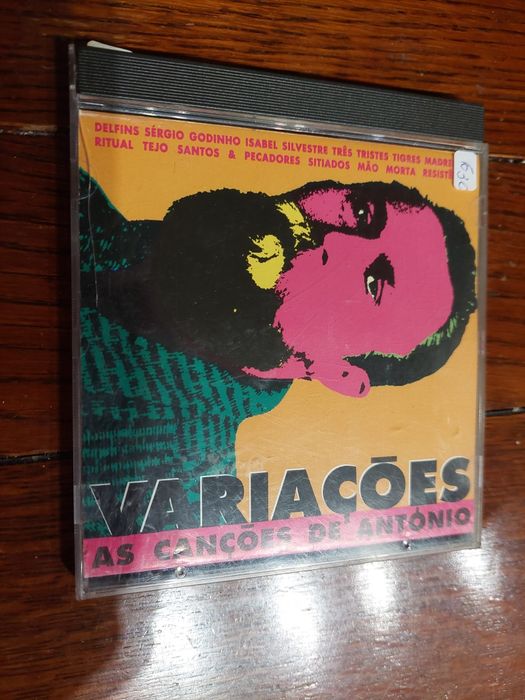 DELFINS SÉRGIO GODINHO ISABEL SILVESTRE TRÊS TRISTES TIGRES MADRE
RITUAL TEJO SANTOS & PECADORES SITIADOS MÃO MORTA RESISTÊ
VARIAÇÕES
AS CANÇÕES DE ANTÓNIO